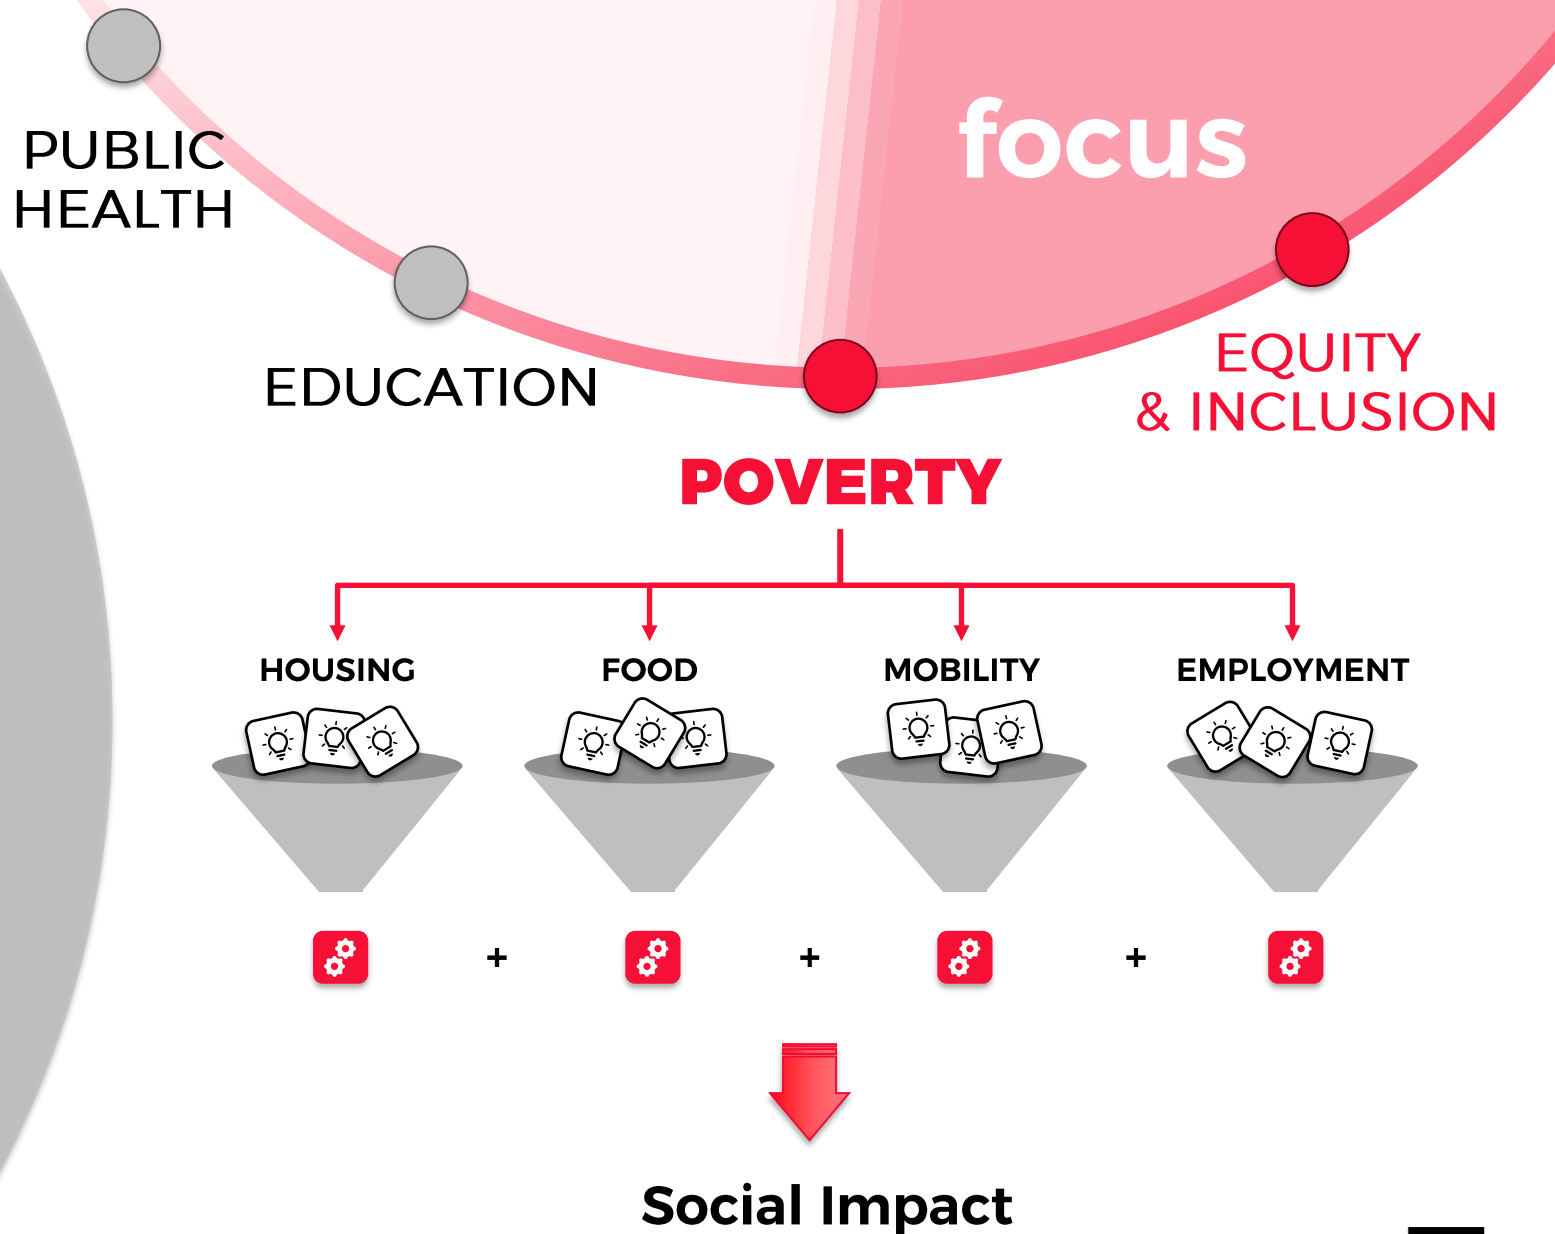 focus
PUBLIC
HEALTH
EDUCATION
EQUITY
& INCLUSION
POVERTY
HOUSING
FOOD
MOBILITY
EMPLOYMENT
+
+
+
Social Impact